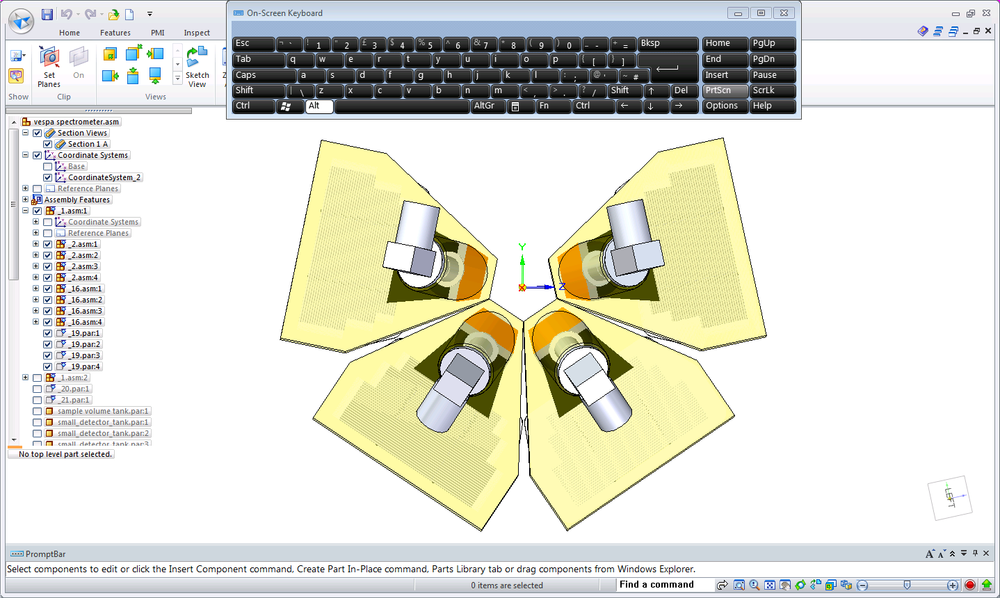 On-Screen Keyboard
Home Features PMI Inspect
Esc ¬ ` ! 1 " 2 £ 3 $ 4 % 5 ^ 6 & 7 * 8 ( 9 ) 0 _ - + = Bksp Home PgUp
Tab q w e r t y u i o p { [ } ] End PgDn
Caps a s d f g h j k l : ; @ ' ~ # Insert Pause
Shift | \ z x c v b n m < , > . ? / Shift ↑ Del PrtScn ScrLk
Ctrl Alt AltGr Fn Ctrl ← ↓ → Options Help
Set Planes
On
Sketch View
Show Clip Views
vespa spectrometer.asm
Section Views
Section 1 A
Coordinate Systems
Base
CoordinateSystem_2
Reference Planes
Assembly Features
_1.asm:1
Coordinate Systems
Reference Planes
_2.asm:1
_2.asm:2
_2.asm:3
_2.asm:4
_16.asm:1
_16.asm:2
_16.asm:3
_16.asm:4
_19.par:1
_19.par:2
_19.par:3
_19.par:4
_1.asm:2
_20.par:1
_21.par:1
sample volume tank.par:1
small_detector_tank.par:1
small_detector_tank.par:2
small_detector_tank.par:3
No top level part selected.
Y
Z
LEFT
PromptBar
Select components to edit or click the Insert Component command, Create Part In-Place command, Parts Library tab or drag components from Windows Explorer.
0 items are selected
Find a command